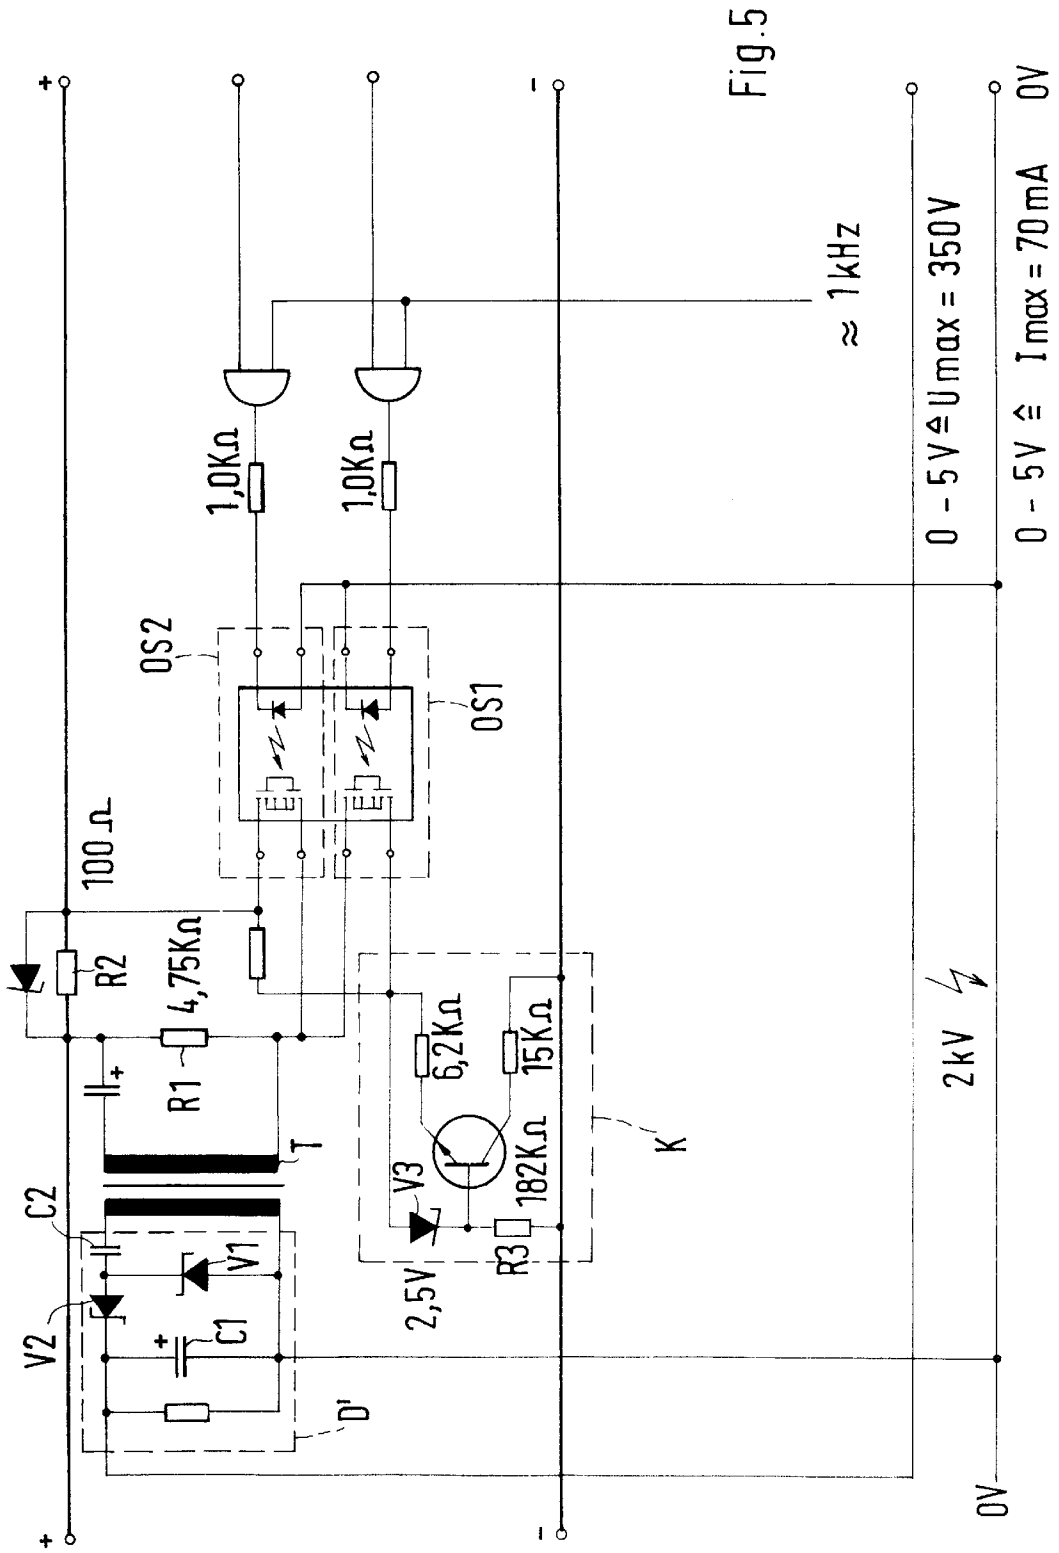 Fig.5
+
+
100Ω
R2
4,75KΩ
R1
+
T
C2
V2
V1
+
C1
D'
OS2
OS1
1,0KΩ
1,0KΩ
≈ 1kHz
-
-
6,2KΩ
15KΩ
182KΩ
V3
2,5V
R3
K
2kV
0 - 5V ≙ Umax = 350V
0 - 5V ≙ Imax = 70mA
0V
0V